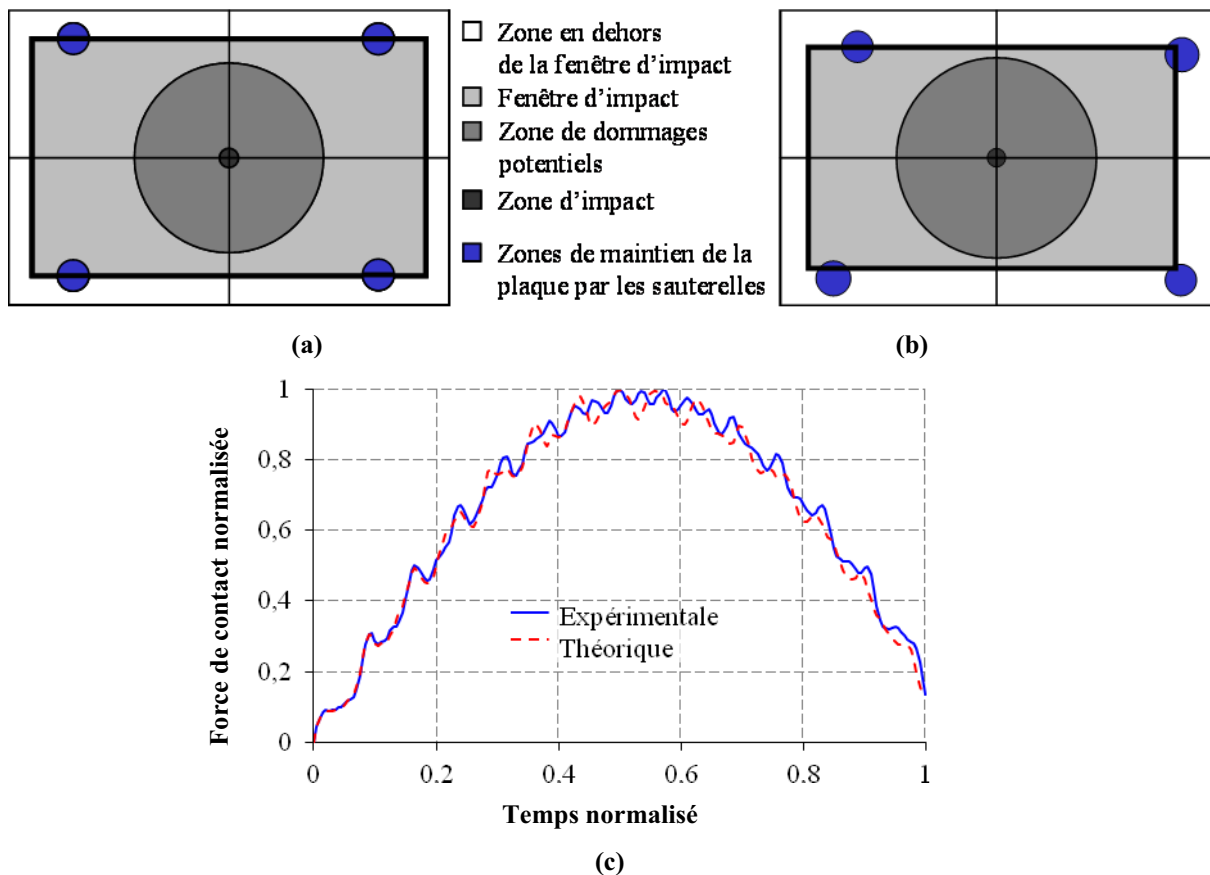 Zone en dehors
de la fenêtre d'impact
Fenêtre d'impact
Zone de dommages
potentiels
Zone d'impact
Zones de maintien de la
plaque par les sauterelles
(a)
(b)
Force de contact normalisée
1
0,8
0,6
0,4
0,2
0
Expérimentale
Théorique
0
0.2
0.4
0.6
0.8
1
Temps normalisé
(c)